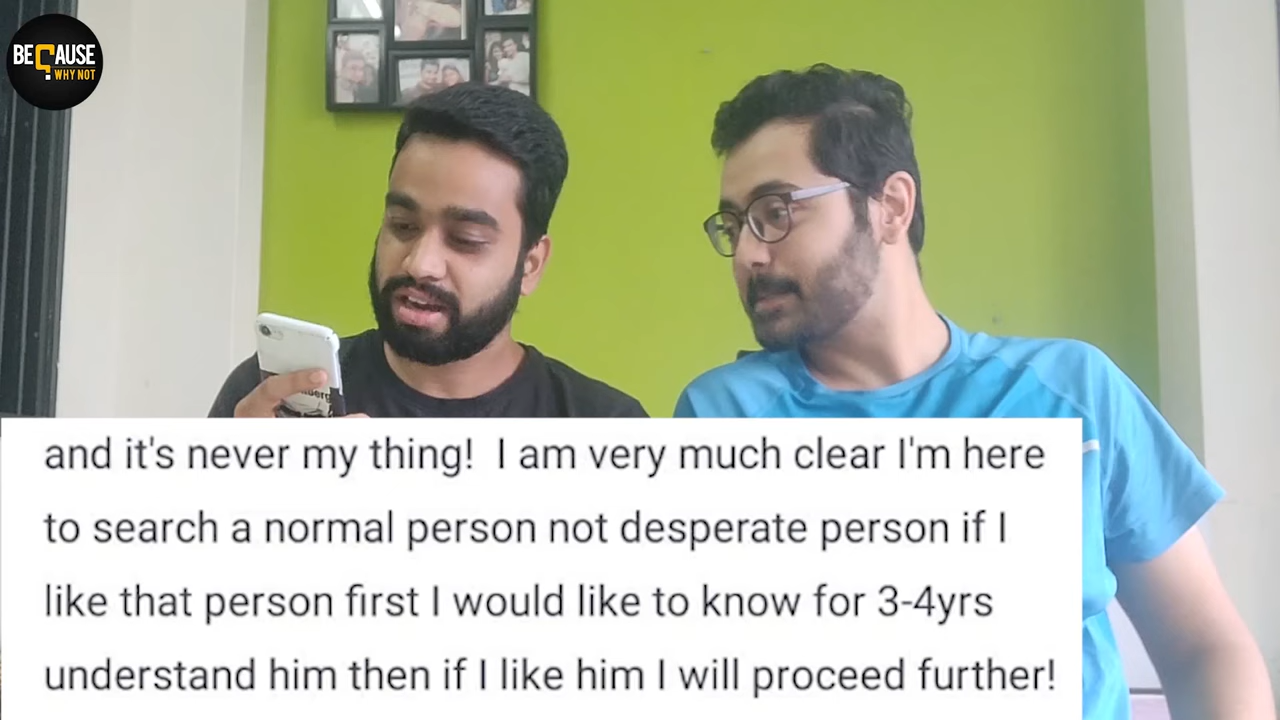 BECAUSE
WHY NOT
and it's never my thing! I am very much clear I'm here
to search a normal person not desperate person if I
like that person first I would like to know for 3-4yrs
understand him then if I like him I will proceed further!